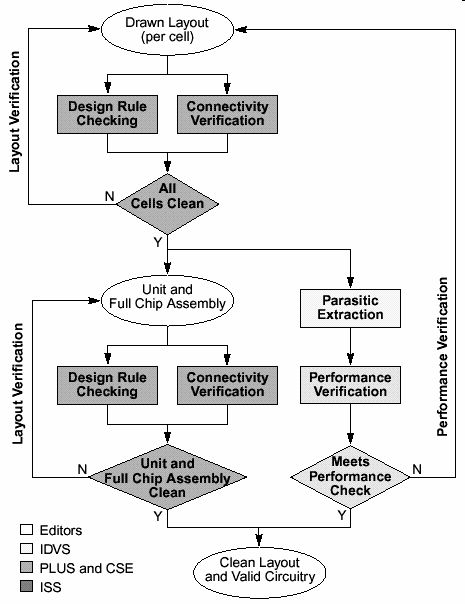 Drawn Layout
(per cell)
Layout Verification
Design Rule
Checking
Connectivity
Verification
All
Cells Clean
N
Y
Unit and
Full Chip Assembly
Parasitic
Extraction
Performance Verification
Layout Verification
Design Rule
Checking
Connectivity
Verification
Performance
Verification
Unit and
Full Chip Assembly
Clean
N
Y
Meets
Performance
Check
N
Y
Clean Layout
and Valid Circuitry
Editors
IDVS
PLUS and CSE
ISS